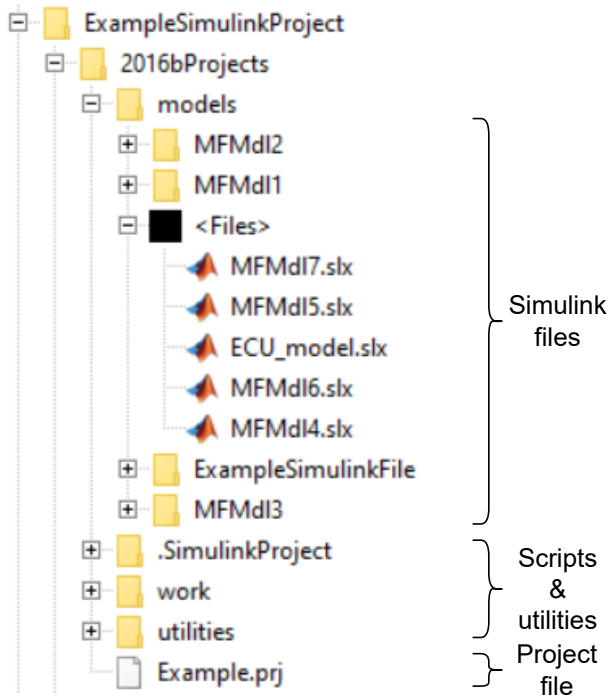 ExampleSimulinkProject
2016bProjects
models
MFMdl2
MFMdl1
<Files>
MFMdl7.slx
MFMdl5.slx
ECU_model.slx
MFMdl6.slx
MFMdl4.slx
ExampleSimulinkFile
MFMdl3
.SimulinkProject
work
utilities
Example.prj
Simulink
files
Scripts
&
utilities
Project
file